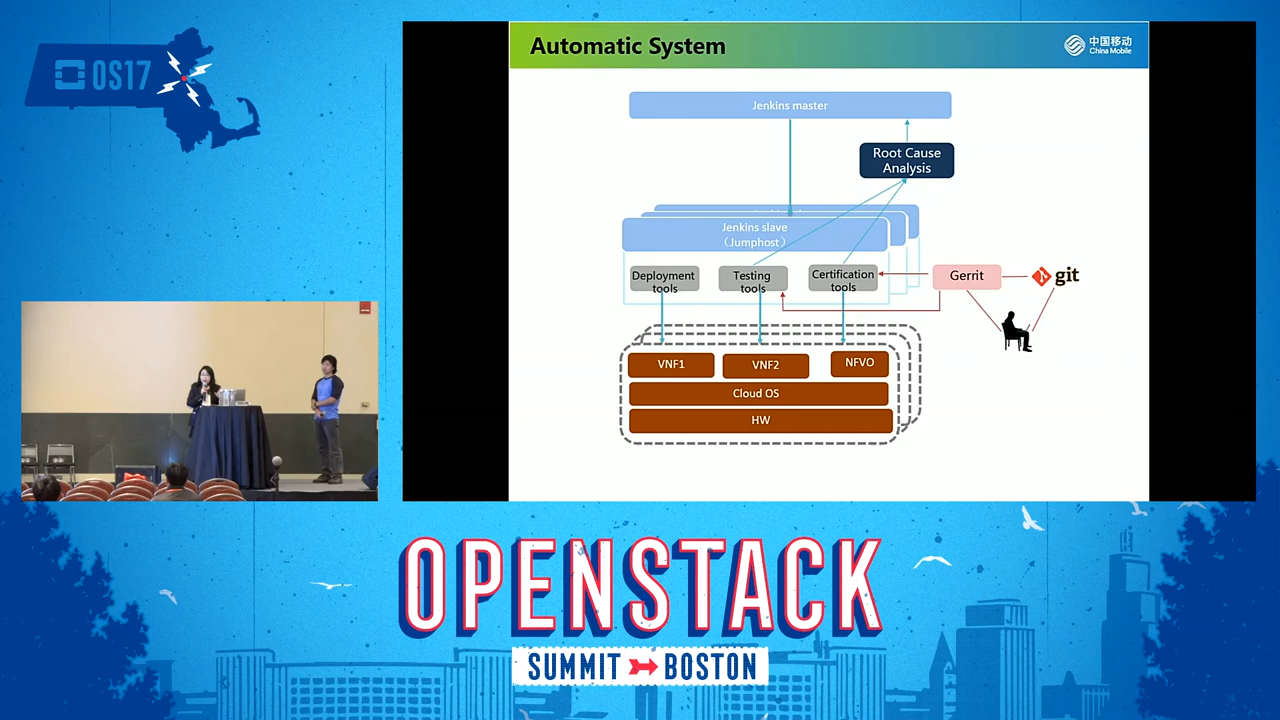 OS17
Automatic System
中国移动
China Mobile
Jenkins master
Root Cause
Analysis
Jenkins slave
（Jumphost）
Deployment
tools
Testing
tools
Certification
tools
Gerrit
git
VNF1
VNF2
NFVO
Cloud OS
HW
OPENSTACK
SUMMIT BOSTON